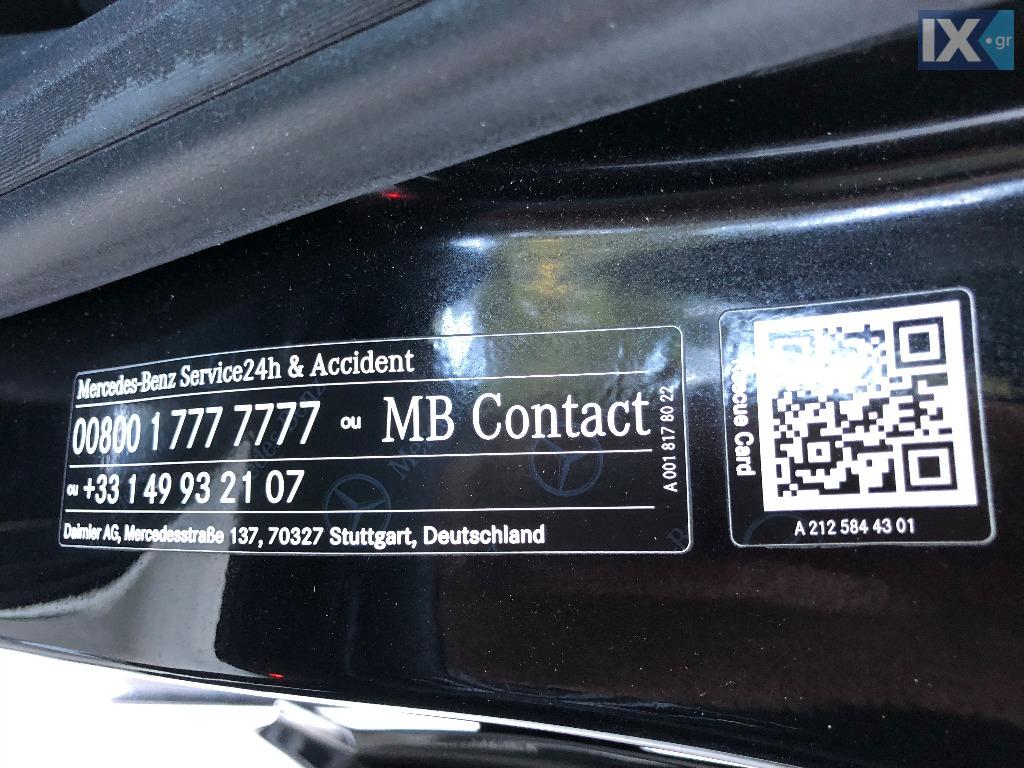 IX.gr
Mercedes-Benz Service24h & Accident
00800 1 777 7777 ou MB Contact
ou +33 1 49 93 21 07
Daimler AG, Mercedesstraße 137, 70327 Stuttgart, Deutschland
A 001 817 80 22
Rescue Card
A 212 584 43 01